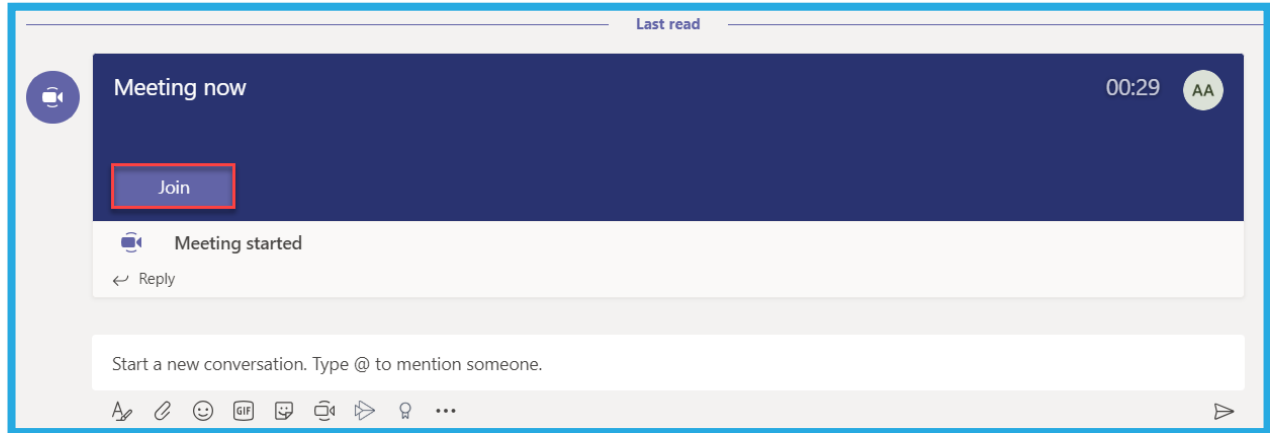 Last read
Meeting now
00:29
AA
Join
Meeting started
Reply
Start a new conversation. Type @ to mention someone.
GIF